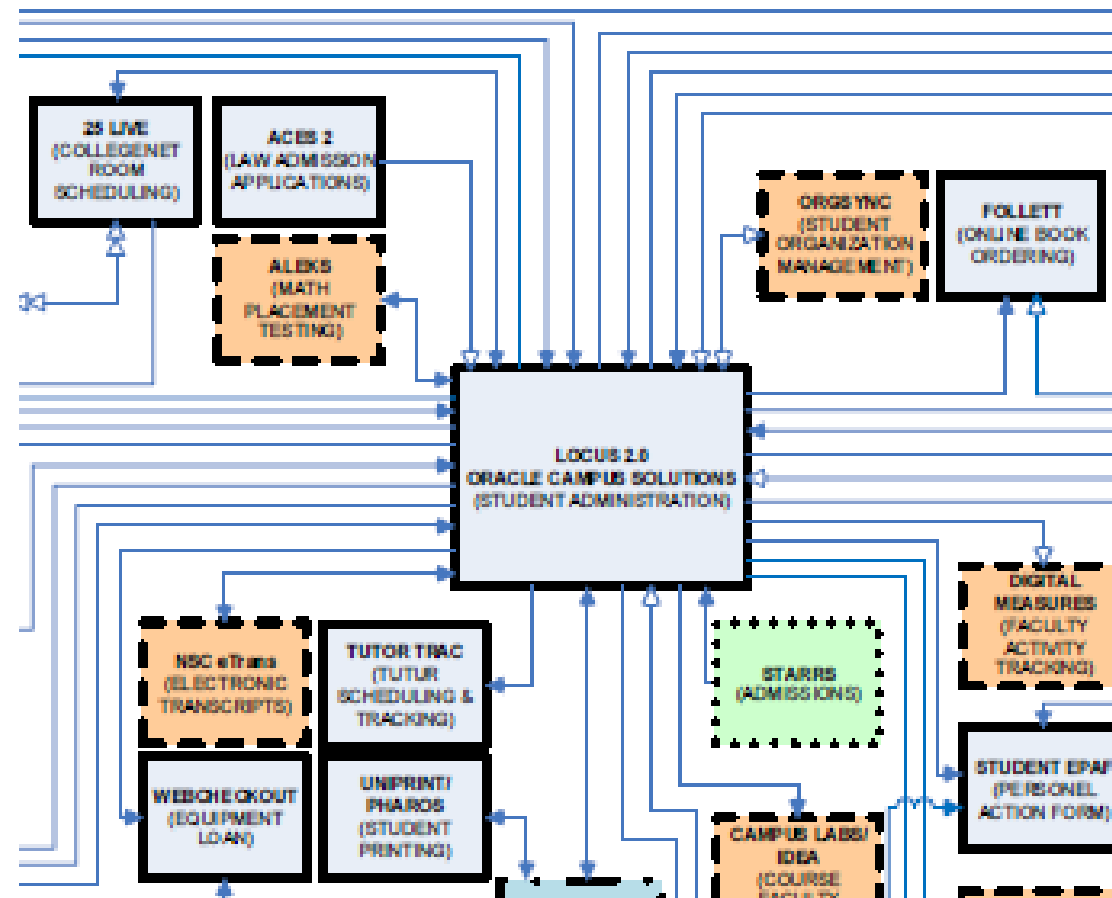 25 LIVE
(COLLEGENET
ROOM
SCHEDULING)
ACES 2
(LAW ADMISSION
APPLICATIONS)
ALEKS
(MATH
PLACEMENT
TESTING)
ORGSYNC
(STUDENT
ORGANIZATION
MANAGEMENT)
FOLLETT
(ONLINE BOOK
ORDERING)
LOCUS 2.0
ORACLE CAMPUS SOLUTIONS
(STUDENT ADMINISTRATION)
NSC eTrans
(ELECTRONIC
TRANSCRIPTS)
TUTOR TRAC
(TUTUR
SCHEDULING &
TRACKING)
STARRS
(ADMISSIONS)
DIGITAL
MEASURES
(FACULTY
ACTIVITY
TRACKING)
WEBCHECKOUT
(EQUIPMENT
LOAN)
UNIPRINT/
PHAROS
(STUDENT
PRINTING)
STUDENT EPAF
(PERSONEL
ACTION FORM)
CAMPUS LABS/
IDEA
(COURSE
FACULTY